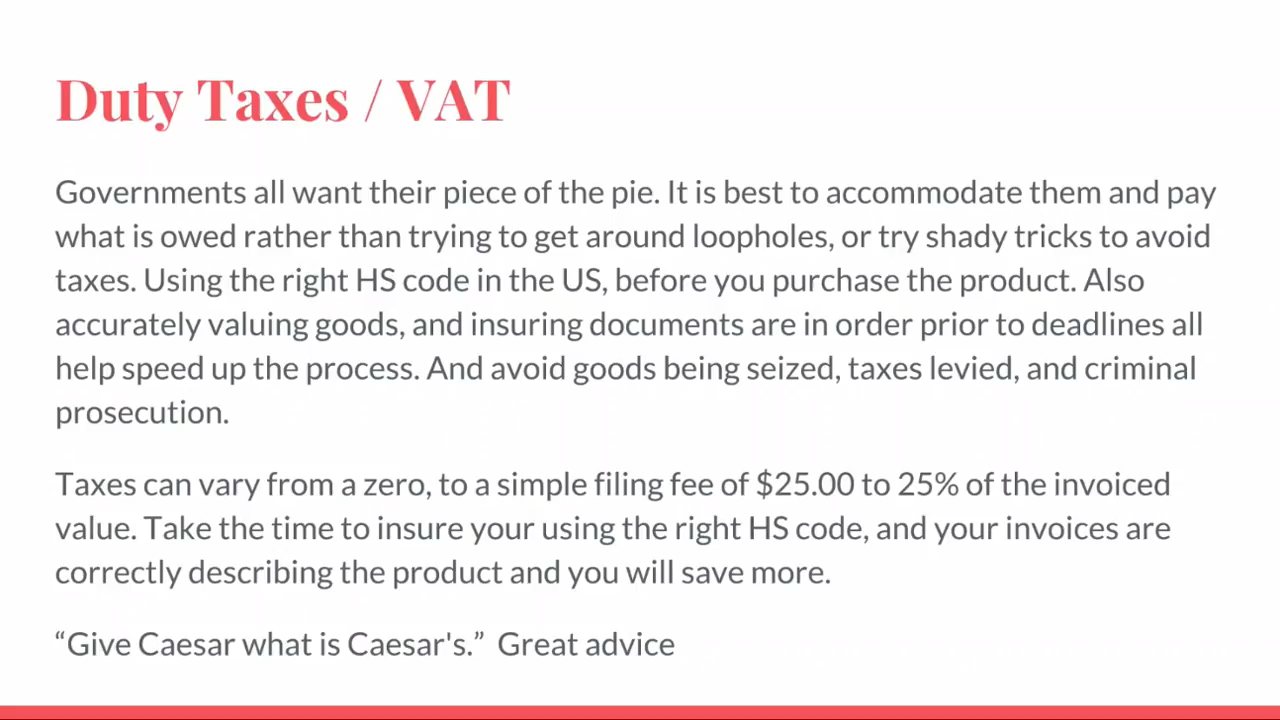 Duty Taxes / VAT
Governments all want their piece of the pie. It is best to accommodate them and pay
what is owed rather than trying to get around loopholes, or try shady tricks to avoid
taxes. Using the right HS code in the US, before you purchase the product. Also
accurately valuing goods, and insuring documents are in order prior to deadlines all
help speed up the process. And avoid goods being seized, taxes levied, and criminal
prosecution.
Taxes can vary from a zero, to a simple filing fee of $25.00 to 25% of the invoiced
value. Take the time to insure your using the right HS code, and your invoices are
correctly describing the product and you will save more.
“Give Caesar what is Caesar's.”  Great advice